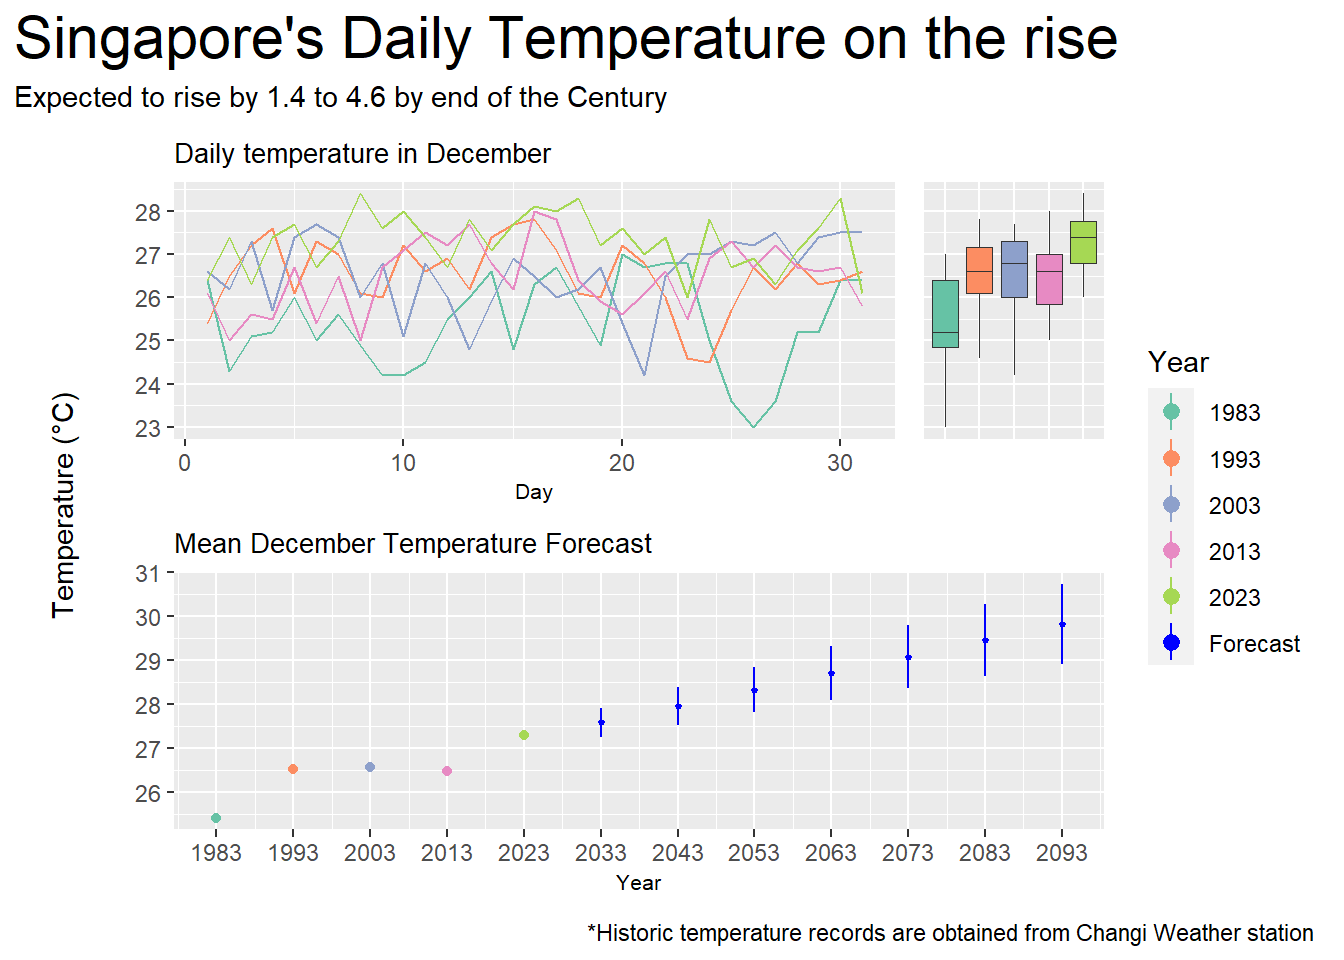 Singapore's Daily Temperature on the rise
Expected to rise by 1.4 to 4.6 by end of the Century
Daily temperature in December
28
27
26
25
24
23
0 10 20 30
Day
Temperature (°C)
Mean December Temperature Forecast
31
30
29
28
27
26
1983 1993 2003 2013 2023 2033 2043 2053 2063 2073 2083 2093
Year
Year
1983
1993
2003
2013
2023
Forecast
*Historic temperature records are obtained from Changi Weather station